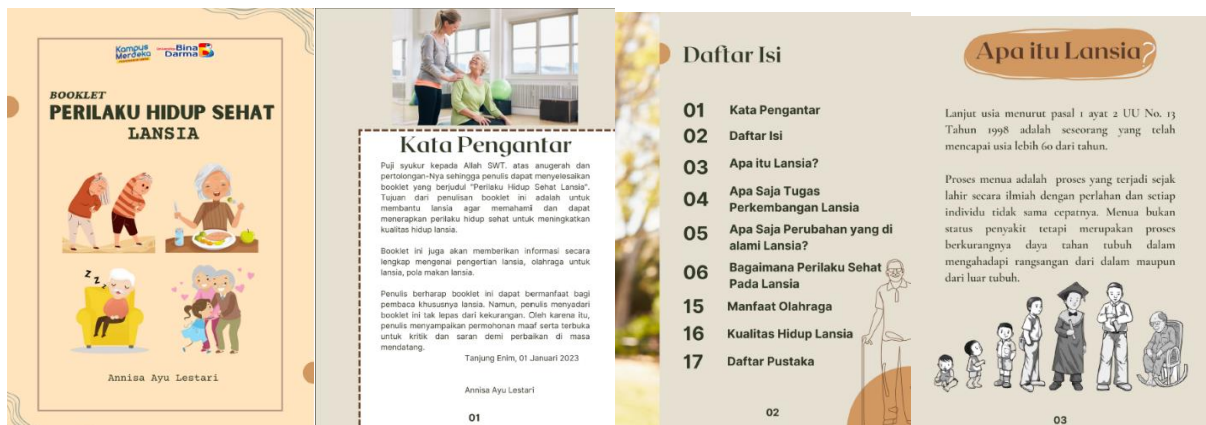 Kampus
Merdeka
Bina
Darma
BOOKLET
PERILAKU HIDUP SEHAT
LANSIA
Annisa Ayu Lestari
Kata Pengantar
Puji syukur kepada Allah SWT. atas anugerah dan
pertolongan-Nya sehingga penulis dapat menyelesaikan
booklet yang berjudul "Perilaku Hidup Sehat Lansia".
Tujuan dari penulisan booklet ini adalah untuk
membantu lansia agar memahami dan dapat
menerapkan perilaku hidup sehat untuk meningkatkan
kualitas hidup lansia.
Booklet ini juga akan memberikan informasi secara
lengkap mengenai pengertian lansia, olahraga untuk
lansia, pola makan lansia.
Penulis berharap booklet ini dapat bermanfaat bagi
pembaca khususnya lansia. Namun, penulis menyadari
booklet ini tak lepas dari kekurangan. Oleh karena itu,
penulis menyampaikan permohonan maaf serta terbuka
untuk kritik dan saran demi perbaikan di masa
mendatang.
Tanjung Enim, 01 Januari 2023
Annisa Ayu Lestari
01
Daftar Isi
01 Kata Pengantar
02 Daftar Isi
03 Apa itu Lansia?
04 Apa Saja Tugas
Perkembangan Lansia
05 Apa Saja Perubahan yang di
alami Lansia?
06 Bagaimana Perilaku Sehat
Pada Lansia
15 Manfaat Olahraga
16 Kualitas Hidup Lansia
17 Daftar Pustaka
02
Apa itu Lansia?
Lanjut usia menurut pasal 1 ayat 2 UU No. 13
Tahun 1998 adalah seseorang yang telah
mencapai usia lebih 60 dari tahun.
Proses menua adalah proses yang terjadi sejak
lahir secara ilmiah dengan perlahan dan setiap
individu tidak sama cepatnya. Menua bukan
status penyakit tetapi merupakan proses
berkurangnya daya tahan tubuh dalam
mengahadapi rangsangan dari dalam maupun
dari luar tubuh.
03